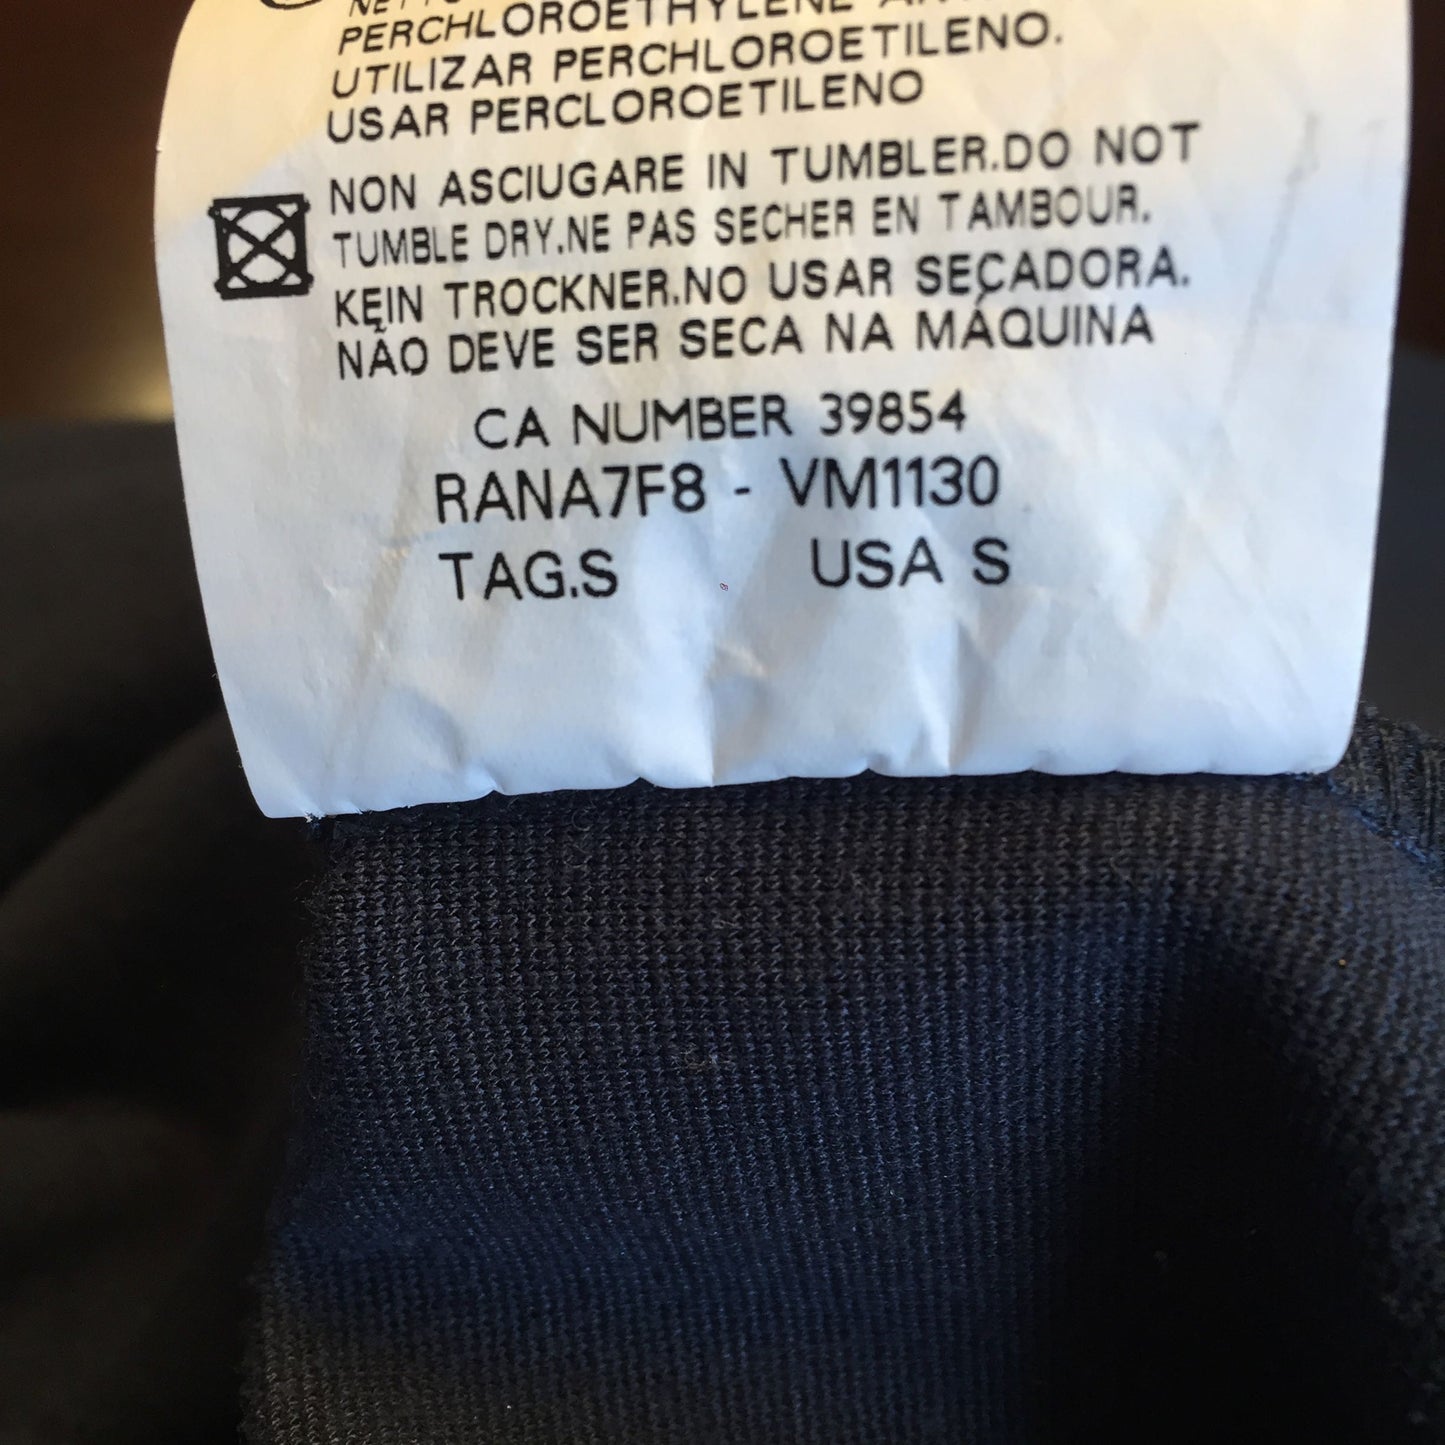 PERCHLOROETHYLENE
UTILIZAR PERCHLOROETILENO.
USAR PERCLOROETILENO
NON ASCIUGARE IN TUMBLER.DO NOT
TUMBLE DRY.NE PAS SECHER EN TAMBOUR.
KEIN TROCKNER.NO USAR SECADORA.
NÃO DEVE SER SECA NA MÁQUINA
CA NUMBER 39854
RANA7F8 - VM1130
TAG.S USA S